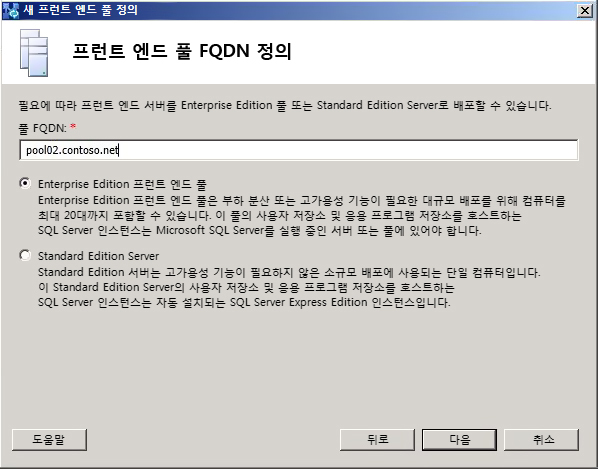 새 프런트 엔드 풀 정의
프런트 엔드 풀 FQDN 정의
필요에 따라 프런트 엔드 서버를 Enterprise Edition 풀 또는 Standard Edition Server로 배포할 수 있습니다.
풀 FQDN: *
pool02.contoso.net
Enterprise Edition 프런트 엔드 풀
Enterprise Edition 프런트 엔드 풀은 부하 분산 또는 고가용성 기능이 필요한 대규모 배포를 위해 컴퓨터를
최대 20대까지 포함할 수 있습니다. 이 풀의 사용자 저장소 및 응용 프로그램 저장소를 호스트하는
SQL Server 인스턴스는 Microsoft SQL Server를 실행 중인 서버 또는 풀에 있어야 합니다.
Standard Edition Server
Standard Edition 서버는 고가용성 기능이 필요하지 않은 소규모 배포에 사용되는 단일 컴퓨터입니다.
이 Standard Edition Server의 사용자 저장소 및 응용 프로그램 저장소를 호스트하는
SQL Server 인스턴스는 자동 설치되는 SQL Server Express Edition 인스턴스입니다.
도움말
뒤로
다음
취소